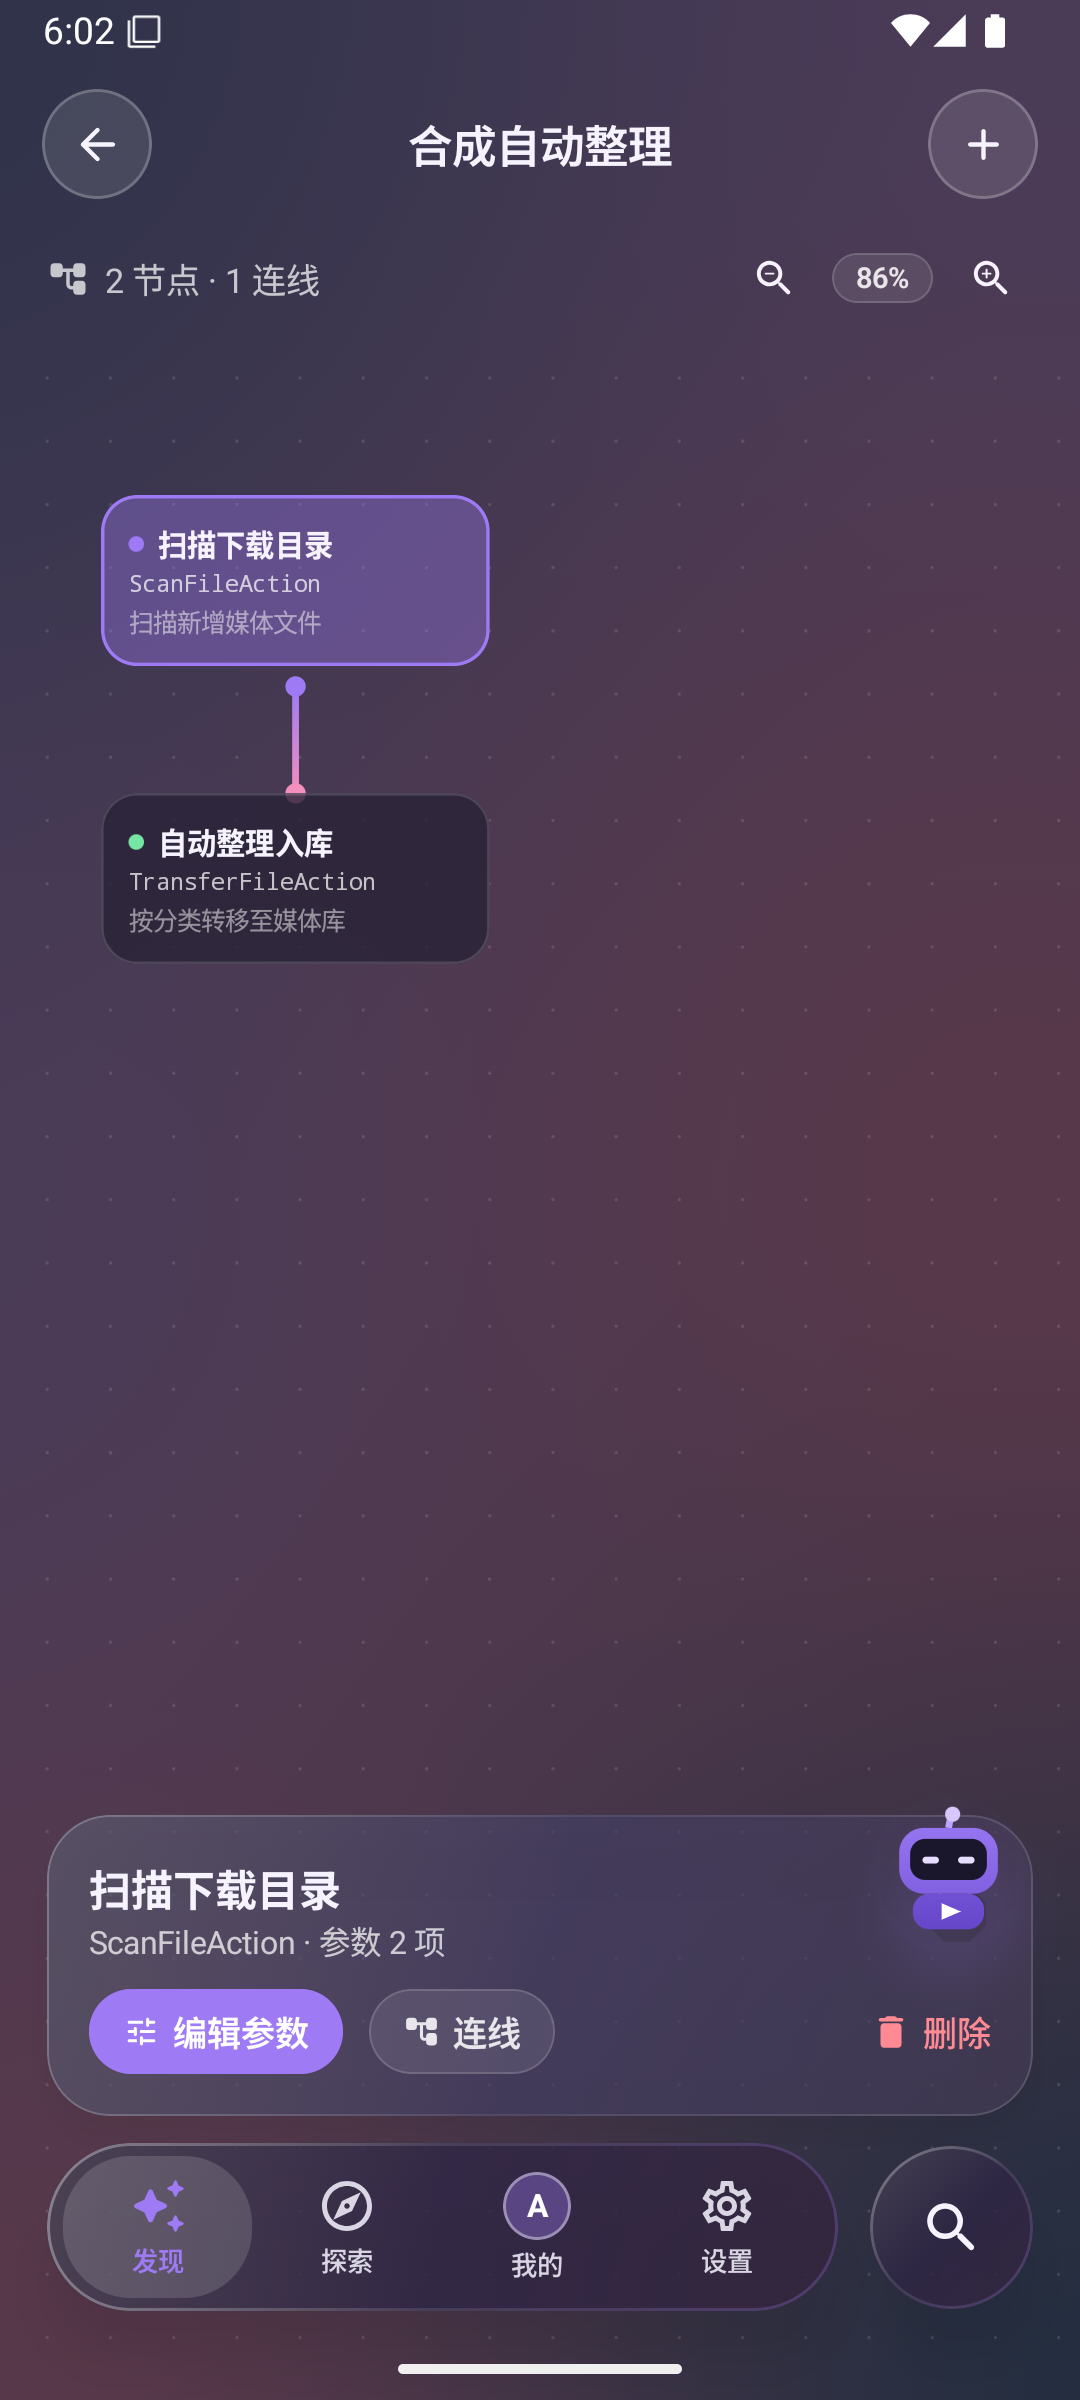 6:02
合成自动整理
2 节点 · 1 连线
86%
扫描下载目录
ScanFileAction
扫描新增媒体文件
自动整理入库
TransferFileAction
按分类转移至媒体库
扫描下载目录
ScanFileAction · 参数 2 项
编辑参数
连线
删除
发现
探索
A
我的
设置